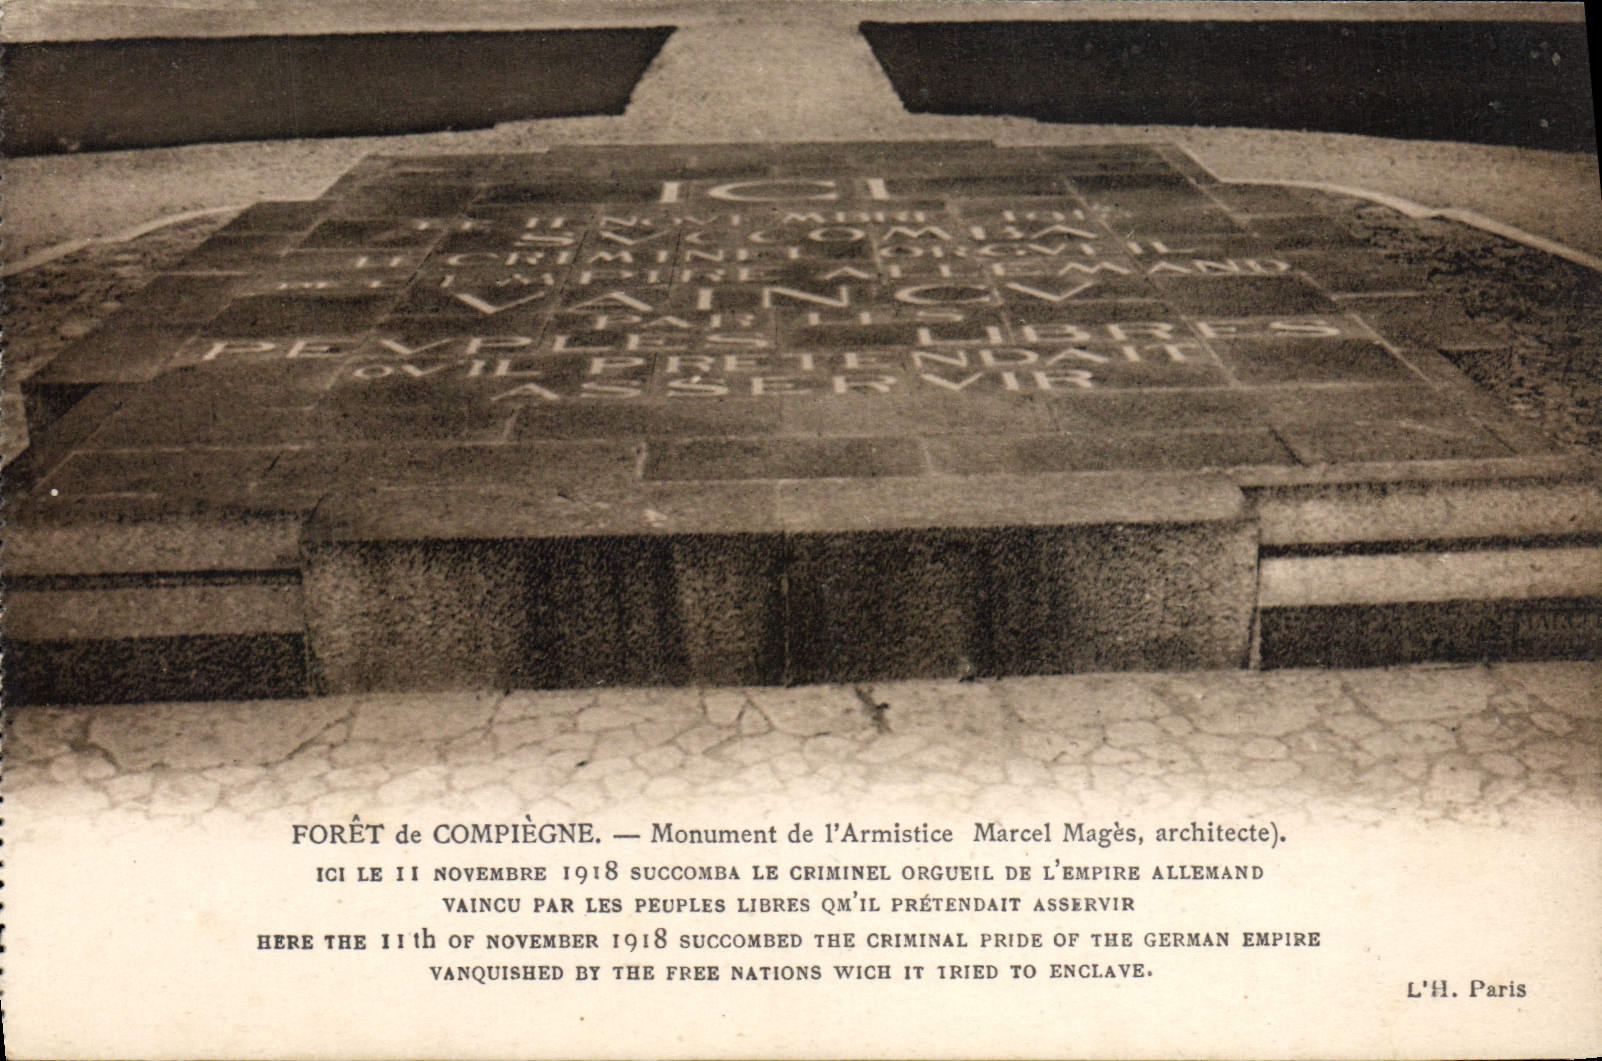 ICI
LE 11 NOVEMBRE 1918
SVCCOMBA
LE CRIMINEL ORGVEIL
DE L'EMPIRE ALLEMAND
VAINCV
PAR LES
PEVPLES LIBRES
QVIL PRETENDAIT
ASSERVIR
FORÊT de COMPIÈGNE. — Monument de l'Armistice Marcel Magès, architecte).
ICI LE 11 NOVEMBRE 1918 SUCCOMBA LE CRIMINEL ORGUEIL DE L'EMPIRE ALLEMAND
VAINCU PAR LES PEUPLES LIBRES QM'IL PRÉTENDAIT ASSERVIR
HERE THE 11th OF NOVEMBER 1918 SUCCOMBED THE CRIMINAL PRIDE OF THE GERMAN EMPIRE
VANQUISHED BY THE FREE NATIONS WICH IT TRIED TO ENCLAVE.
L'H. Paris